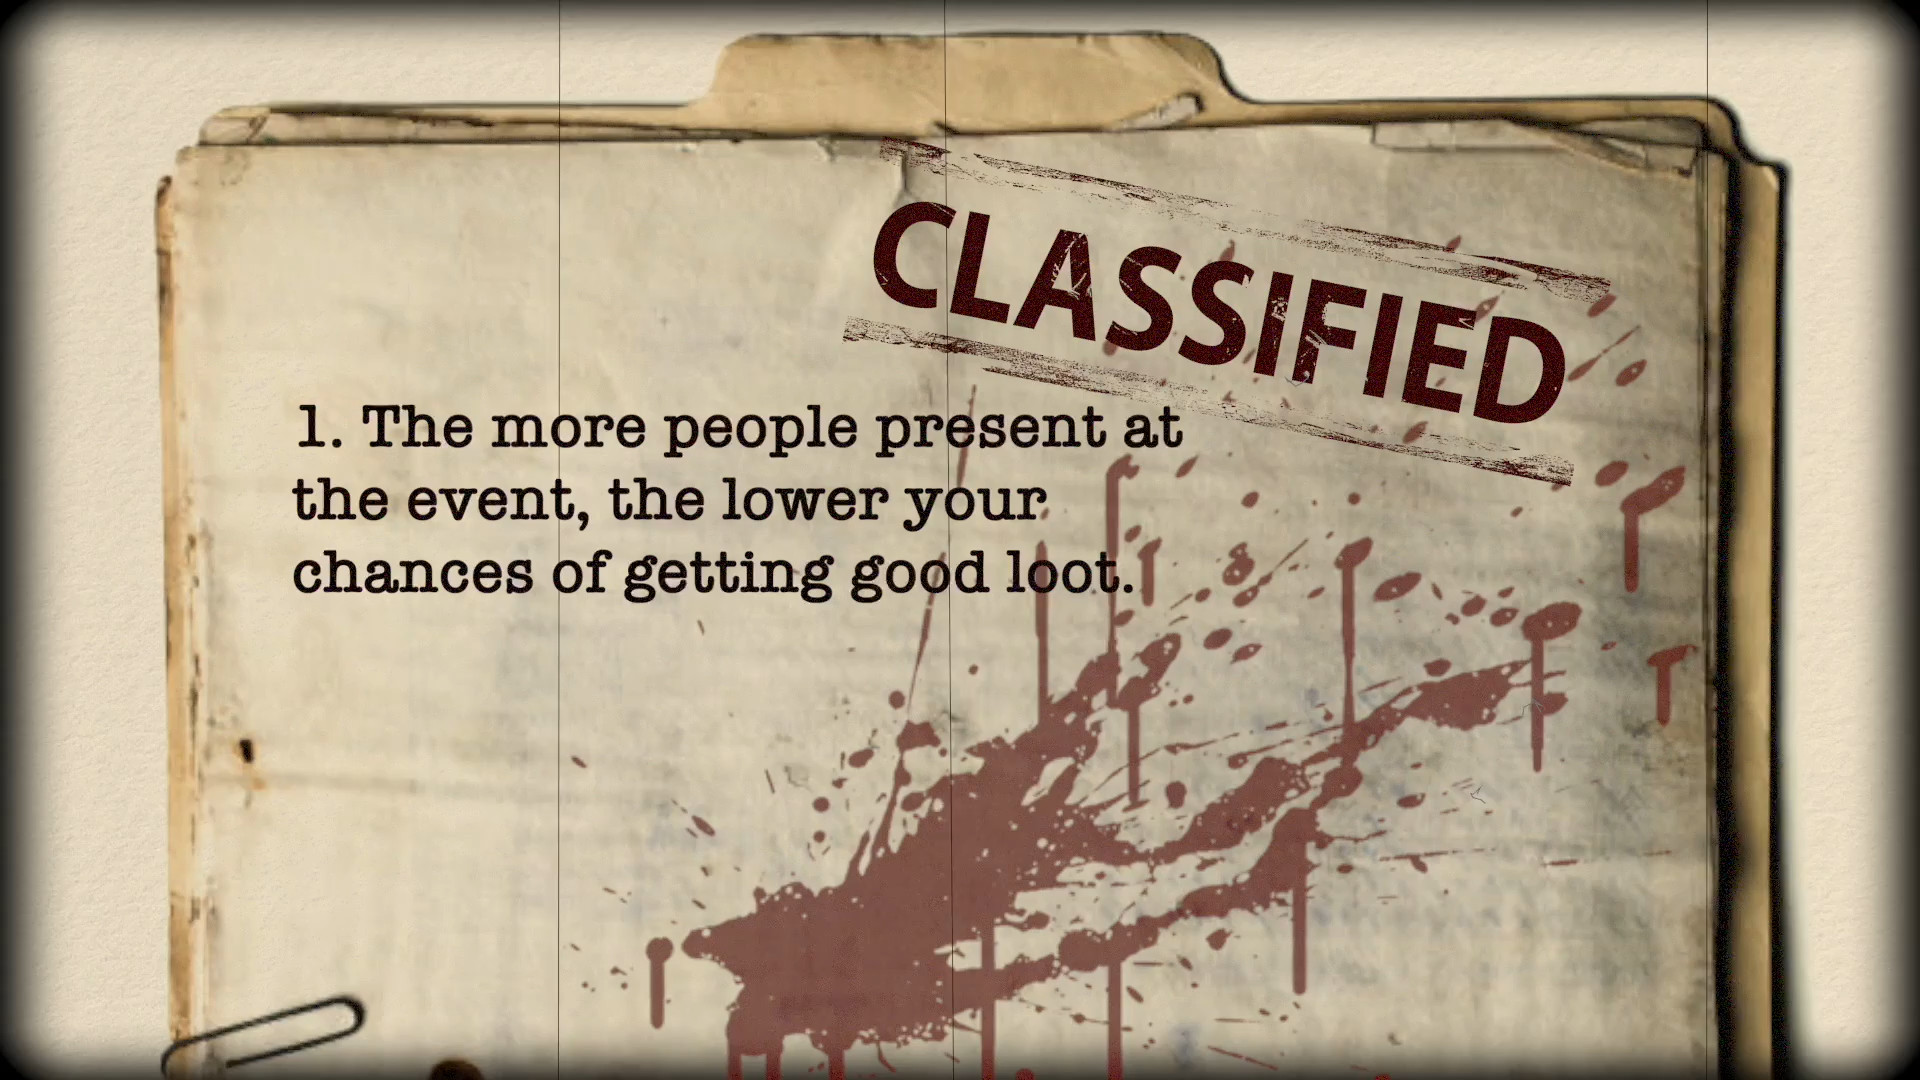 CLASSIFIED
1. The more people present at
the event, the lower your
chances of getting good loot.